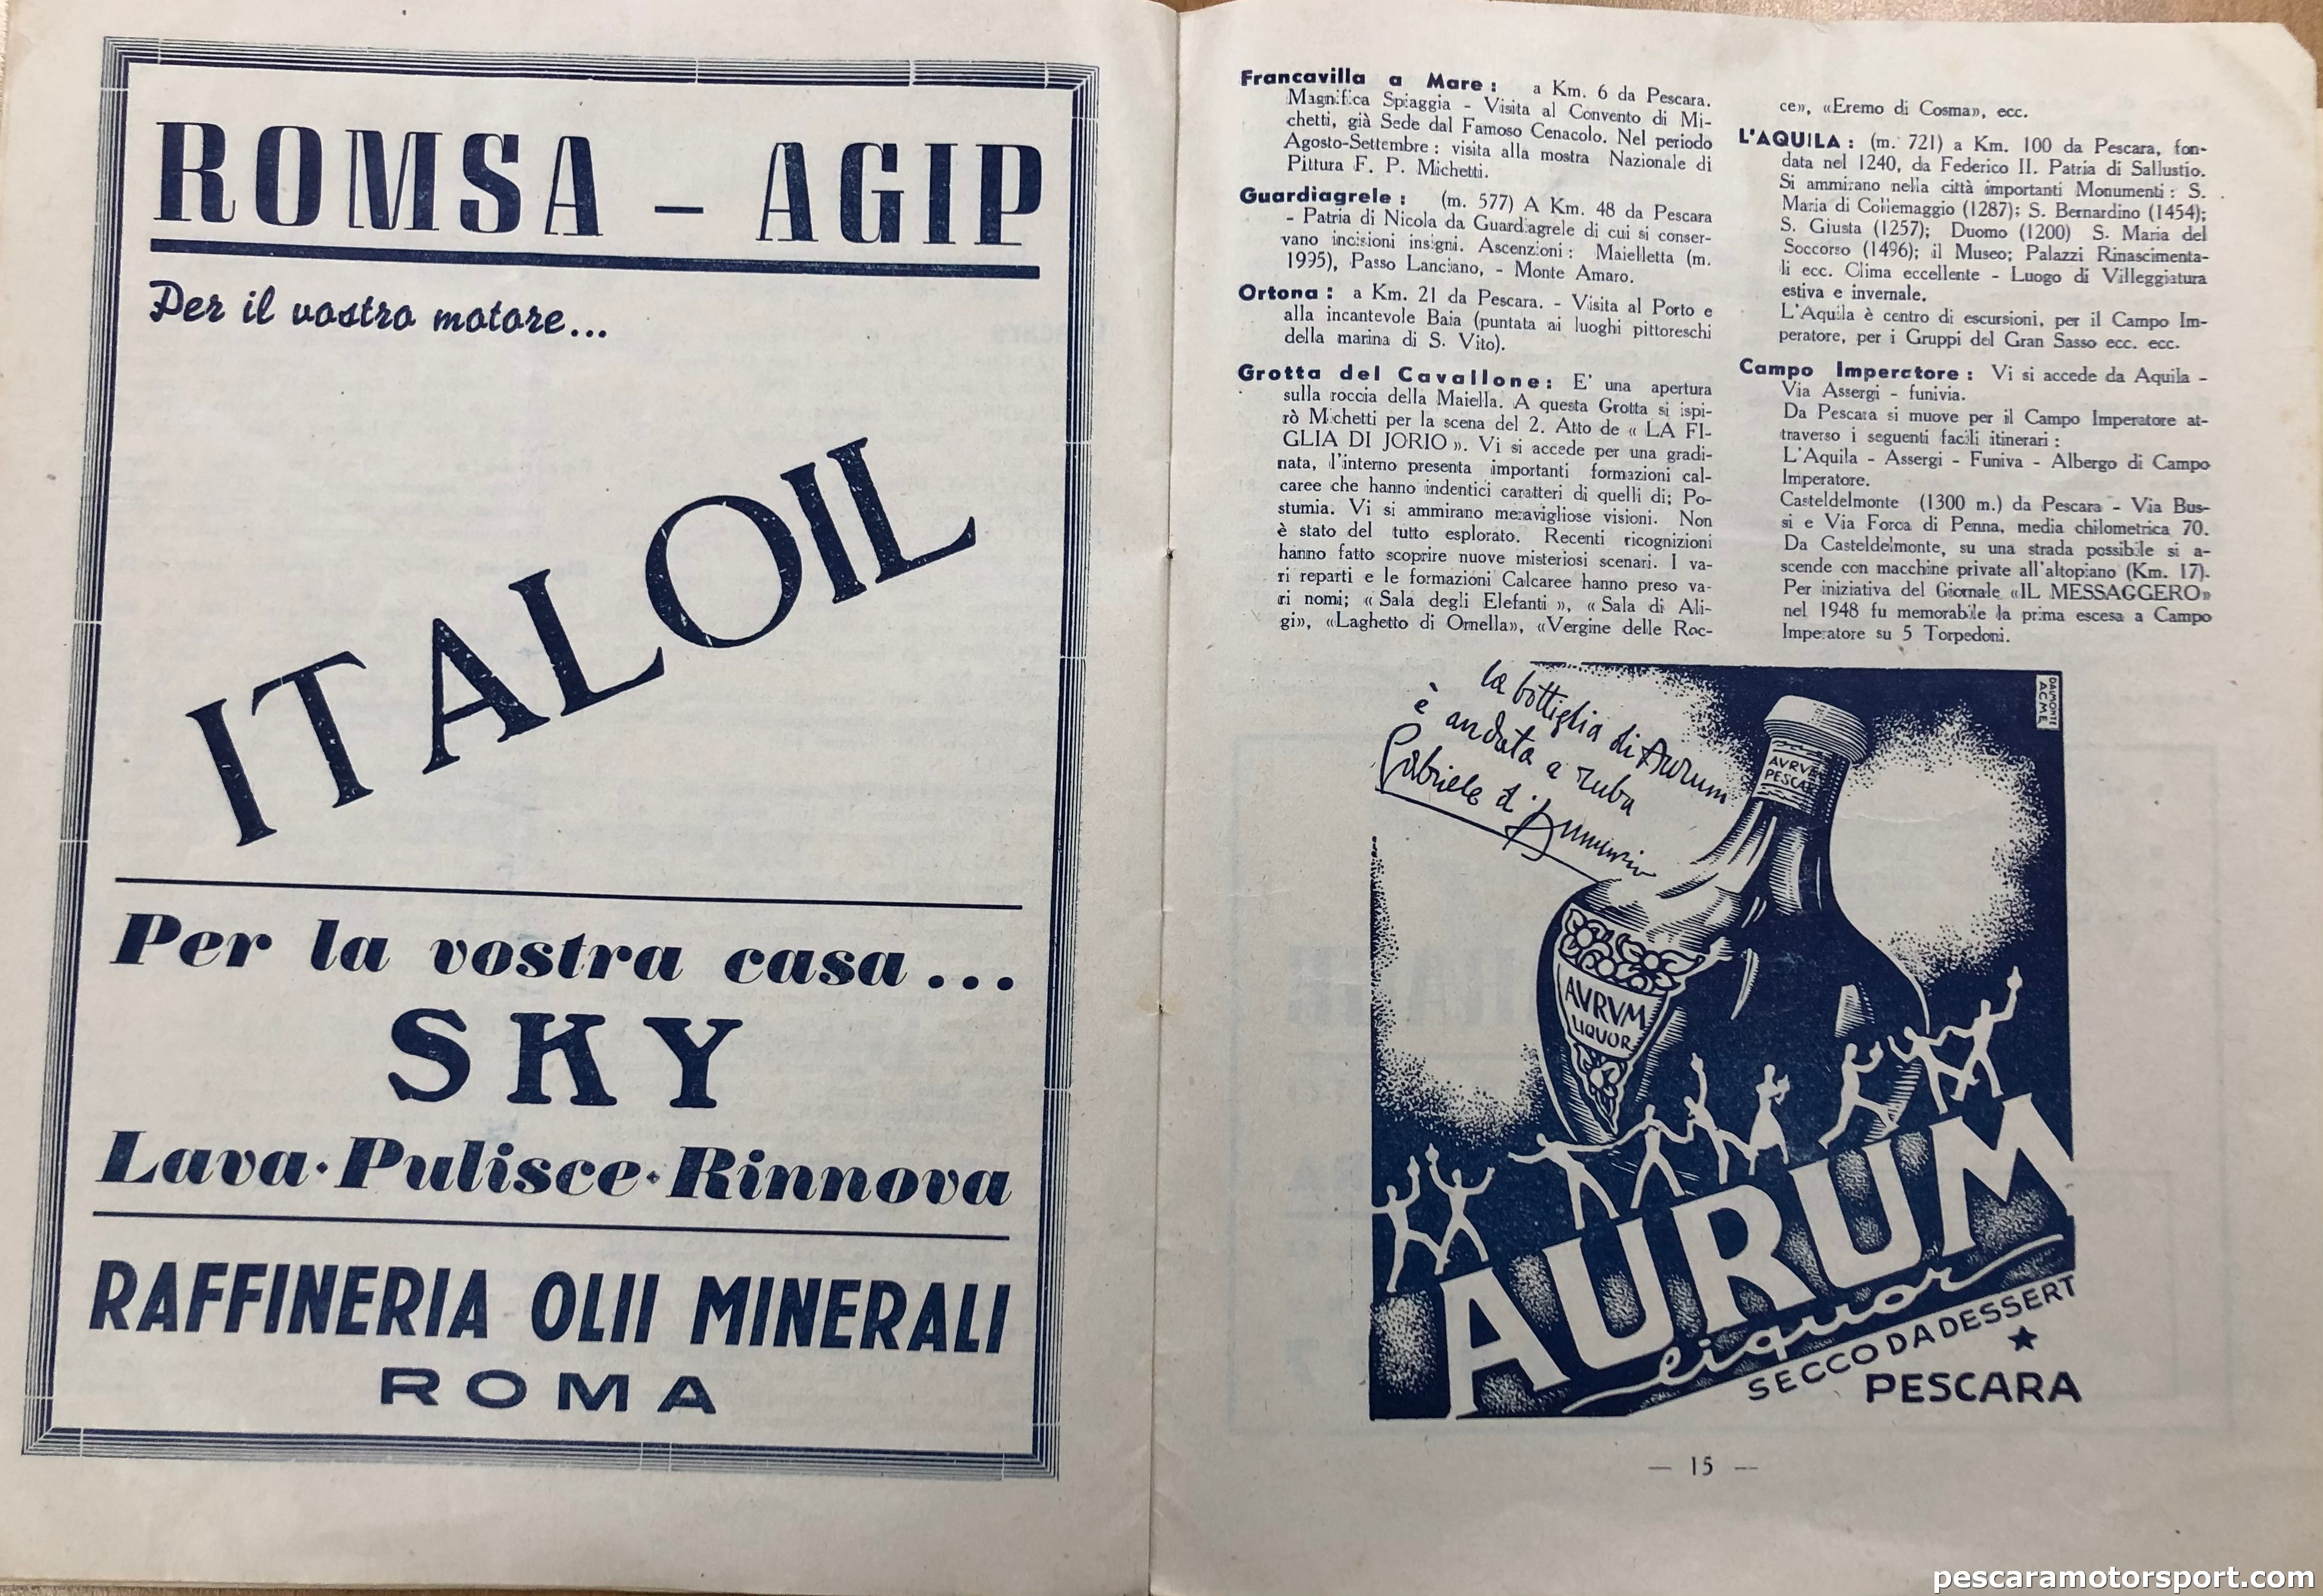 ROMSA – AGIP
Per il vostro motore...
ITALOIL
Per la vostra casa...
SKY
Lava·Pulisce·Rinnova
RAFFINERIA OLII MINERALI
ROMA
Francavilla a Mare : a Km. 6 da Pescara.
Magnifica Spiaggia - Visita al Convento di Mi-
chetti, già Sede dal Famoso Cenacolo. Nel periodo
Agosto-Settembre : visita alla mostra Nazionale di
Pittura F. P. Michetti.
Guardiagrele : (m. 577) A Km. 48 da Pescara
- Patria di Nicola da Guardiagrele di cui si conser-
vano incisioni insigni. Ascenzioni : Maielletta (m.
1995), Passo Lanciano, - Monte Amaro.
Ortona : a Km. 21 da Pescara. - Visita al Porto e
alla incantevole Baia (puntata ai luoghi pittoreschi
della marina di S. Vito).
Grotta del Cavallone : E' una apertura
sulla roccia della Maiella. A questa Grotta si ispi-
rò Michetti per la scena del 2. Atto de « LA FI-
GLIA DI JORIO ». Vi si accede per una gradi-
nata, l'interno presenta importanti formazioni cal-
caree che hanno indentici caratteri di quelli di; Po-
stumia. Vi si ammirano meravigliose visioni. Non
è stato del tutto esplorato. Recenti ricognizioni
hanno fatto scoprire nuove misteriosi scenari. I va-
ri reparti e le formazioni Calcaree hanno preso va-
ri nomi; « Sala degli Elefanti », « Sala di Ali-
gi», «Laghetto di Ornella», «Vergine delle Roc-
ce», «Eremo di Cosma», ecc.
L'AQUILA : (m. 721) a Km. 100 da Pescara, fon-
data nel 1240, da Federico II. Patria di Sallustio.
Si ammirano nella città importanti Monumenti : S.
Maria di Collemaggio (1287); S. Bernardino (1454);
S. Giusta (1257); Duomo (1200) S. Maria del
Soccorso (1496); il Museo; Palazzi Rinascimenta-
li ecc. Clima eccellente - Luogo di Villeggiatura
estiva e invernale.
L'Aquila è centro di escursioni, per il Campo Im-
peratore, per i Gruppi del Gran Sasso ecc. ecc.
Campo Imperatore : Vi si accede da Aquila -
Via Assergi - funivia.
Da Pescara si muove per il Campo Imperatore at-
traverso i seguenti facili itinerari :
L'Aquila - Assergi - Funiva - Albergo di Campo
Imperatore.
Casteldelmonte (1300 m.) da Pescara - Via Bus-
si e Via Forca di Penna, media chilometrica 70.
Da Casteldelmonte, su una strada possibile si a-
scende con macchine private all'altopiano (Km. 17).
Per iniziativa del Giornale «IL MESSAGGERO»
nel 1948 fu memorabile la prima escesa a Campo
Imperatore su 5 Torpedoni.
la bottiglia di Aurum
è andata a ruba
Gabriele d'Annunzio
DALMONTE
ACME
AVRVM
PESCARA
AVRVM
LIQUOR
AURUM
liquor
SECCO DA DESSERT
PESCARA
— 15 —
pescaramotorsport.com